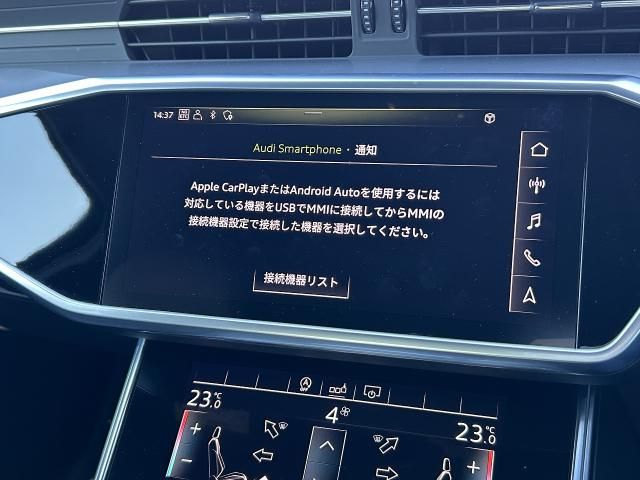 14:37
Audi Smartphone・通知
Apple CarPlayまたはAndroid Autoを使用するには
対応している機器をUSBでMMIに接続してからMMIの
接続機器設定で接続した機器を選択してください。
接続機器リスト
23.0°C
4
23.0°C
+
+
−